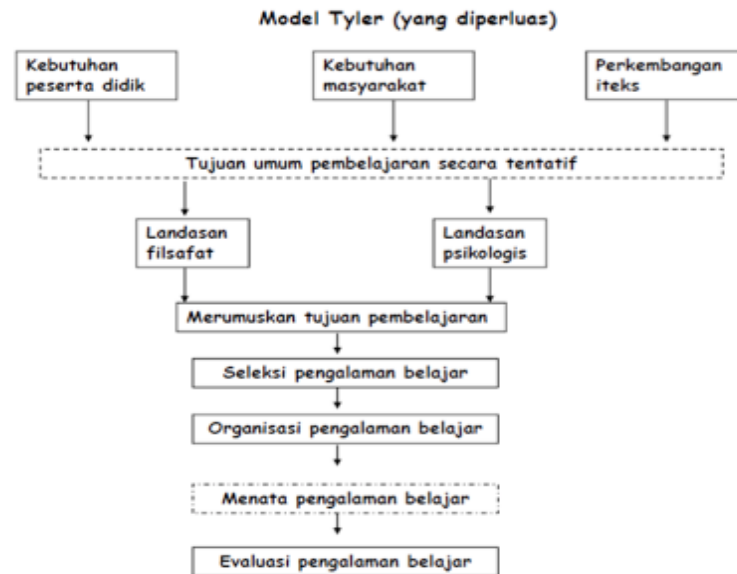 Model Tyler (yang diperluas)
Kebutuhan
peserta didik
Kebutuhan
masyarakat
Perkembangan
iteks
Tujuan umum pembelajaran secara tentatif
Landasan
filsafat
Landasan
psikologis
Merumuskan tujuan pembelajaran
Seleksi pengalaman belajar
Organisasi pengalaman belajar
Menata pengalaman belajar
Evaluasi pengalaman belajar